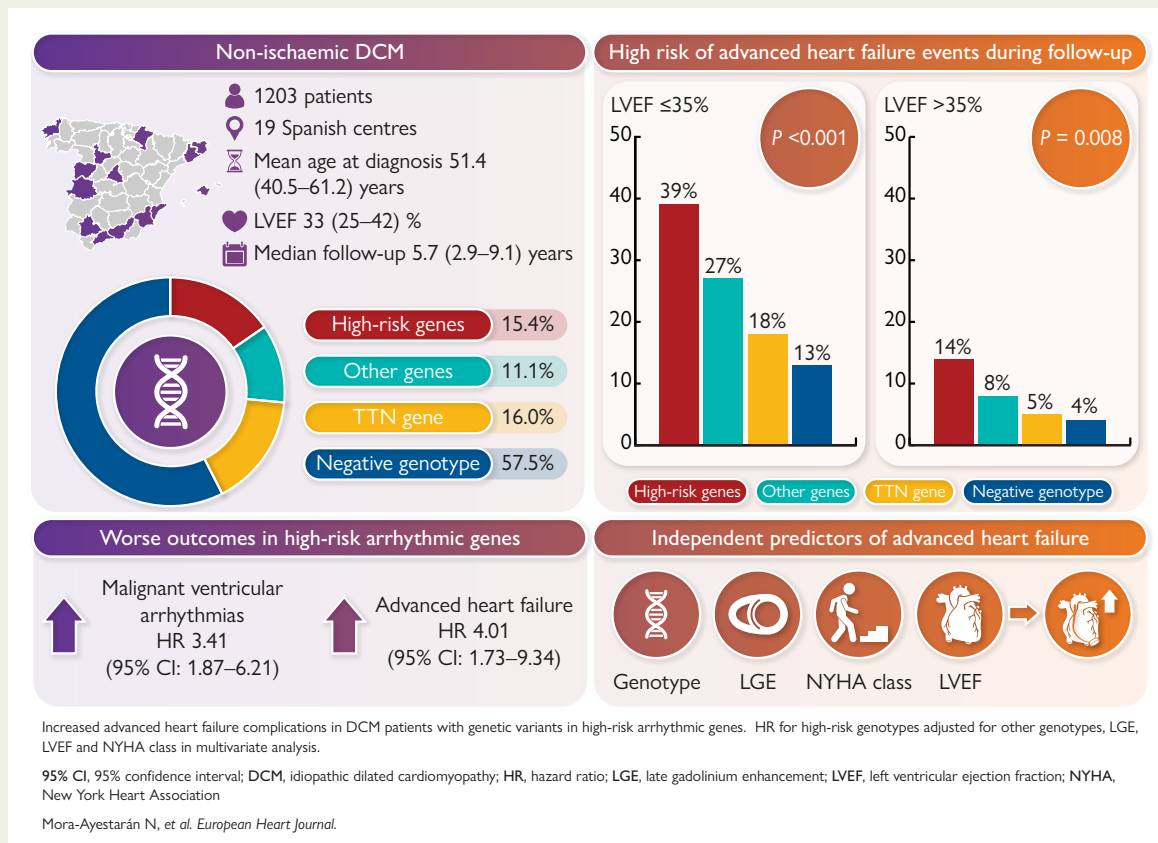 Non-ischaemic DCM
1203 patients
19 Spanish centres
Mean age at diagnosis 51.4
(40.5–61.2) years
LVEF 33 (25–42) %
Median follow-up 5.7 (2.9–9.1) years
High-risk genes 15.4%
Other genes 11.1%
TTN gene 16.0%
Negative genotype 57.5%
High risk of advanced heart failure events during follow-up
LVEF ≤35%
P <0.001
50
40
30
20
10
0
39%
27%
18%
13%
LVEF >35%
P = 0.008
50
40
30
20
10
0
14%
8%
5%
4%
High-risk genes Other genes TTN gene Negative genotype
Worse outcomes in high-risk arrhythmic genes
Malignant ventricular
arrhythmias
HR 3.41
(95% CI: 1.87–6.21)
Advanced heart failure
HR 4.01
(95% CI: 1.73–9.34)
Independent predictors of advanced heart failure
Genotype LGE NYHA class LVEF
Increased advanced heart failure complications in DCM patients with genetic variants in high-risk arrhythmic genes. HR for high-risk genotypes adjusted for other genotypes, LGE,
LVEF and NYHA class in multivariate analysis.
95% CI, 95% confidence interval; DCM, idiopathic dilated cardiomyopathy; HR, hazard ratio; LGE, late gadolinium enhancement; LVEF, left ventricular ejection fraction; NYHA,
New York Heart Association
Mora-Ayestarán N, et al. European Heart Journal.